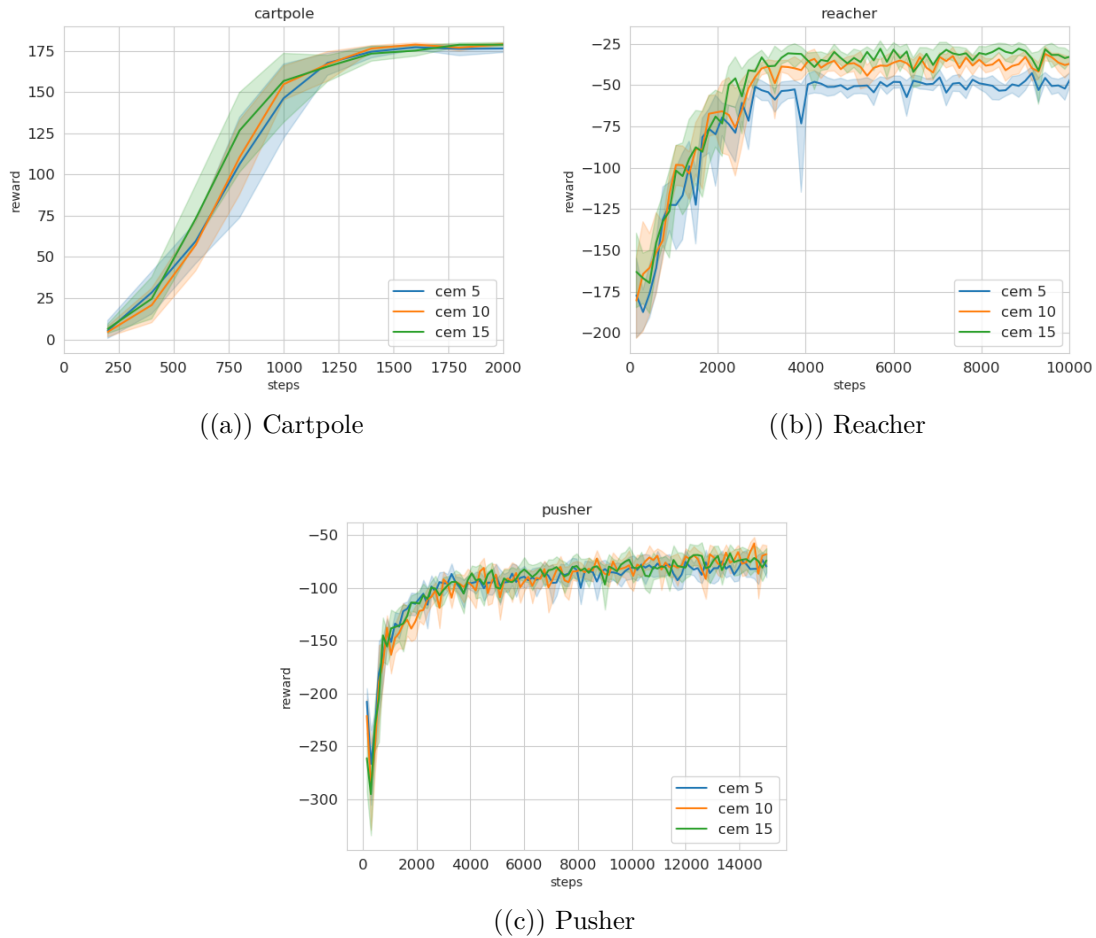 cartpole
175
150
125
100
75
50
25
0
reward
cem 5
cem 10
cem 15
0 250 500 750 1000 1250 1500 1750 2000
steps
((a)) Cartpole
reacher
−25
−50
−75
−100
−125
−150
−175
−200
reward
cem 5
cem 10
cem 15
0 2000 4000 6000 8000 10000
steps
((b)) Reacher
pusher
−50
−100
−150
−200
−250
−300
reward
cem 5
cem 10
cem 15
0 2000 4000 6000 8000 10000 12000 14000
steps
((c)) Pusher